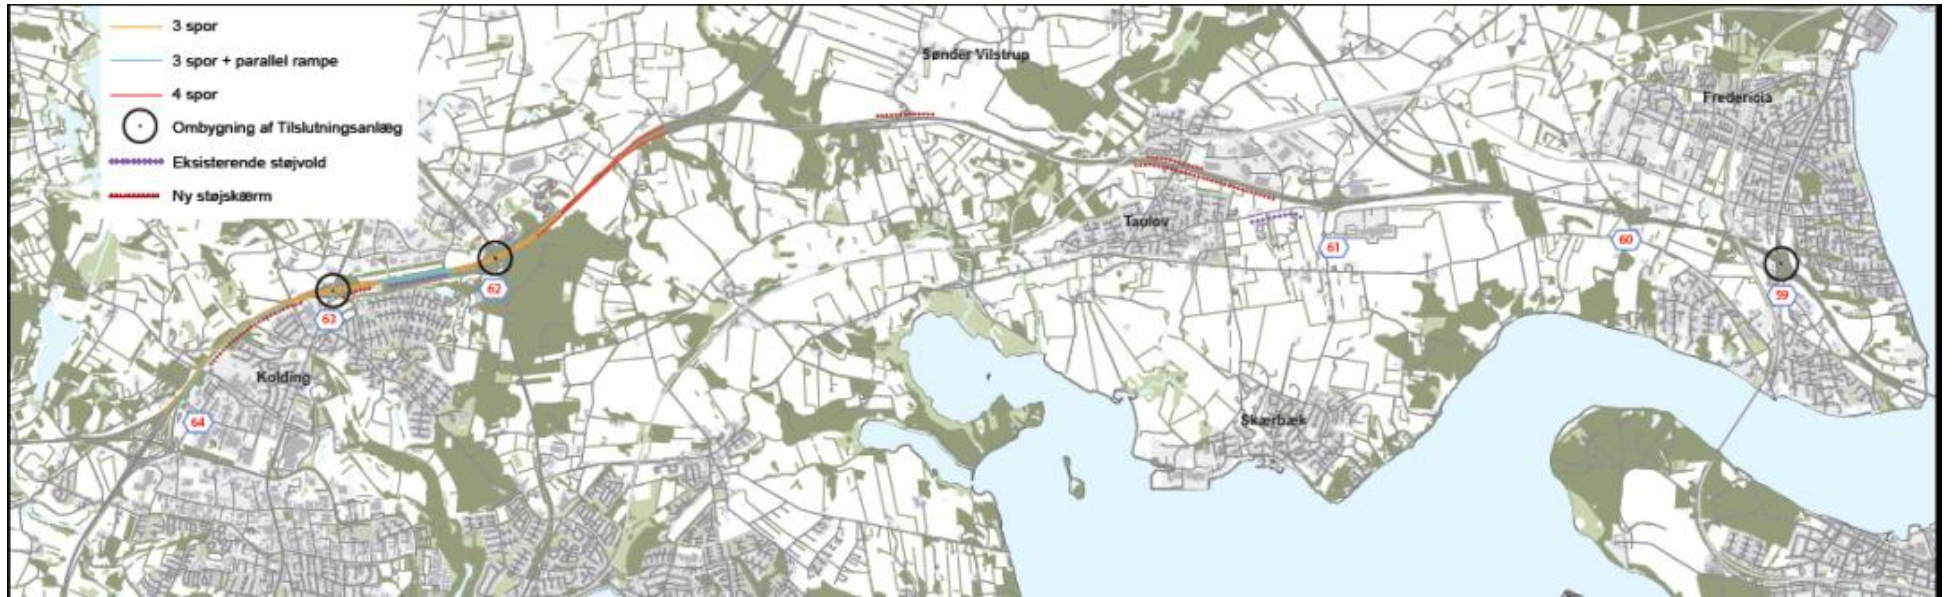 3 spor
3 spor + parallel rampe
4 spor
Ombygning af Tilslutningsanlæg
Eksisterende støjvold
Ny støjskærm
Sønder Vilstrup
Fredericia
Taulov
61
60
59
62
63
Kolding
64
Skærbæk